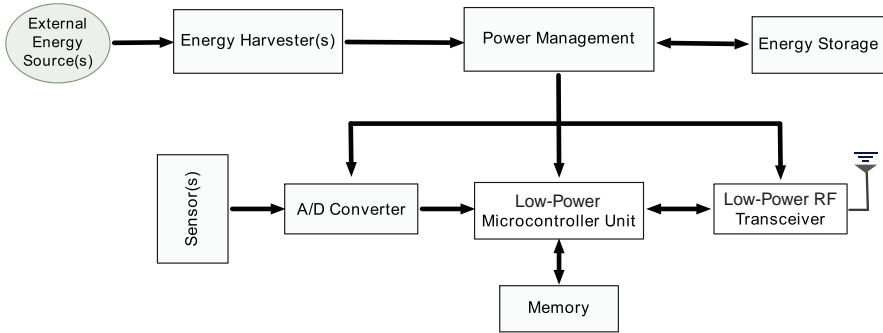 External
Energy
Source(s)
Energy Harvester(s)
Power Management
Energy Storage
Sensor(s)
A/D Converter
Low-Power
Microcontroller Unit
Low-Power RF
Transceiver
Memory